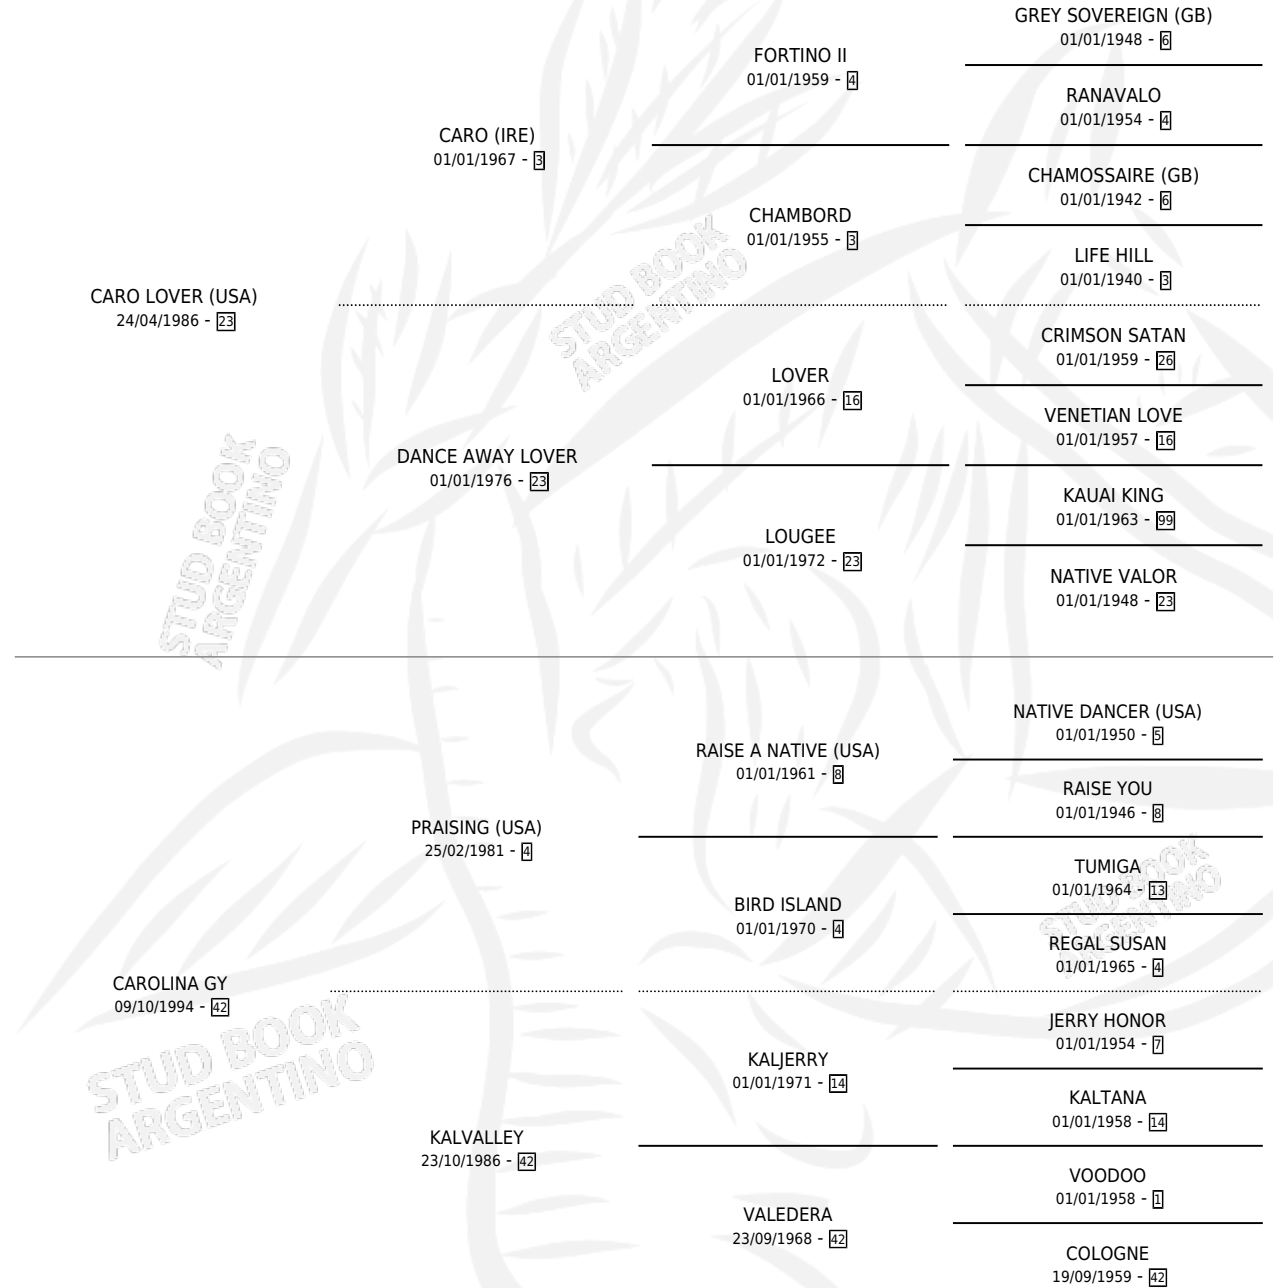 GREY SOVEREIGN (GB)
01/01/1948 - 6
FORTINO II
01/01/1959 - 4
RANAVALO
01/01/1954 - 4
CARO (IRE)
01/01/1967 - 3
CHAMOSSAIRE (GB)
01/01/1942 - 6
CHAMBORD
01/01/1955 - 3
LIFE HILL
01/01/1940 - 3
CARO LOVER (USA)
24/04/1986 - 23
CRIMSON SATAN
01/01/1959 - 26
LOVER
01/01/1966 - 16
VENETIAN LOVE
01/01/1957 - 16
DANCE AWAY LOVER
01/01/1976 - 23
KAUAI KING
01/01/1963 - 99
LOUGEE
01/01/1972 - 23
NATIVE VALOR
01/01/1948 - 23
NATIVE DANCER (USA)
01/01/1950 - 5
RAISE A NATIVE (USA)
01/01/1961 - 8
RAISE YOU
01/01/1946 - 8
PRAISING (USA)
25/02/1981 - 4
TUMIGA
01/01/1964 - 13
BIRD ISLAND
01/01/1970 - 4
REGAL SUSAN
01/01/1965 - 4
CAROLINA GY
09/10/1994 - 42
JERRY HONOR
01/01/1954 - 7
KALJERRY
01/01/1971 - 14
KALTANA
01/01/1958 - 14
KALVALLEY
23/10/1986 - 42
VOODOO
01/01/1958 - 1
VALEDERA
23/09/1968 - 42
COLOGNE
19/09/1959 - 42
STUD BOOK
ARGENTINO
STUD BOOK
ARGENTINO
STUD BOOK
ARGENTINO
STUD BOOK
ARGENTINO